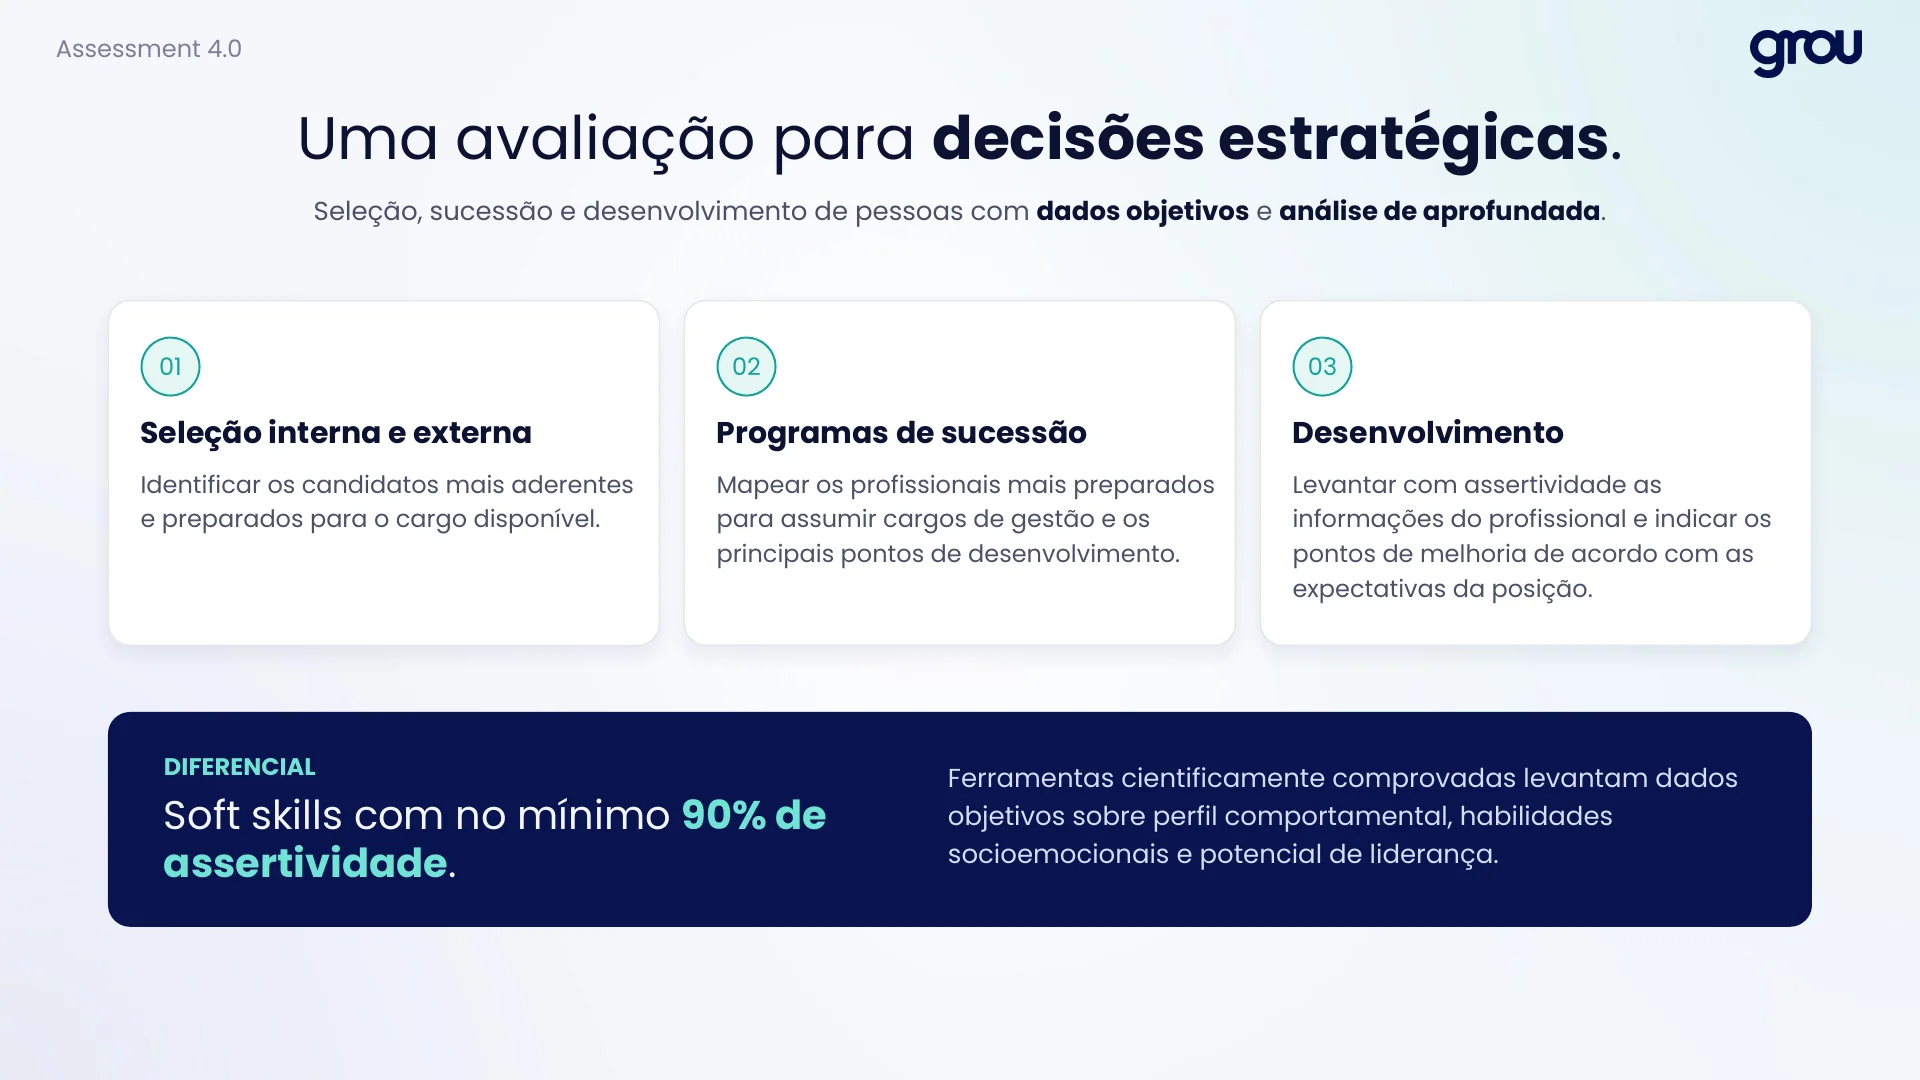 Assessment 4.0
grou
Uma avaliação para decisões estratégicas.
Seleção, sucessão e desenvolvimento de pessoas com dados objetivos e análise de aprofundada.
01
Seleção interna e externa
Identificar os candidatos mais aderentes
e preparados para o cargo disponível.
02
Programas de sucessão
Mapear os profissionais mais preparados
para assumir cargos de gestão e os
principais pontos de desenvolvimento.
03
Desenvolvimento
Levantar com assertividade as
informações do profissional e indicar os
pontos de melhoria de acordo com as
expectativas da posição.
DIFERENCIAL
Soft skills com no mínimo 90% de
assertividade.
Ferramentas cientificamente comprovadas levantam dados
objetivos sobre perfil comportamental, habilidades
socioemocionais e potencial de liderança.